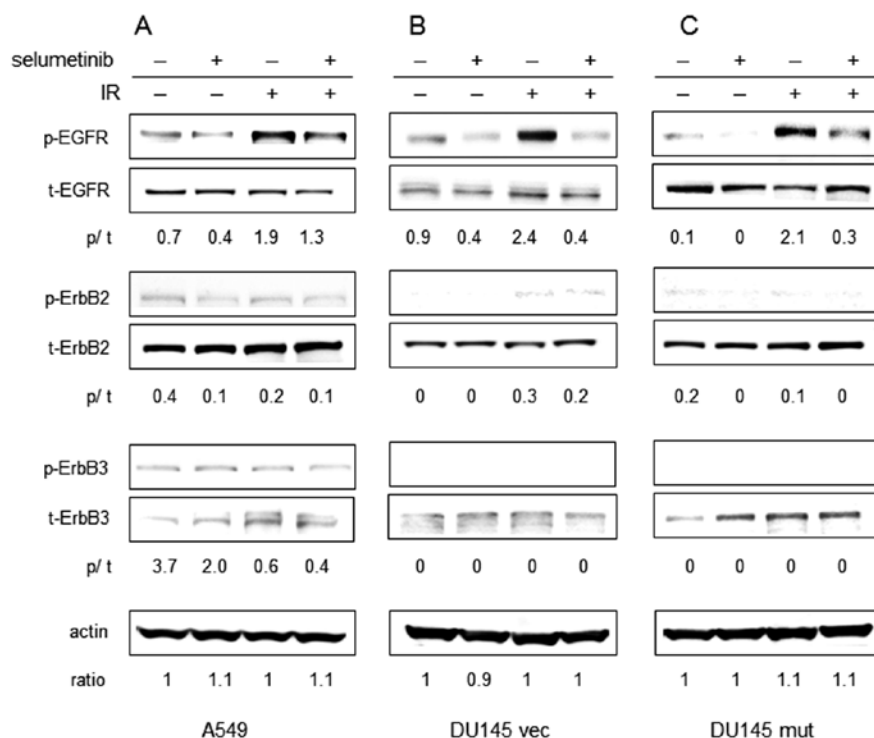 A B C
selumetinib – + – + – + – + – + – +
IR – – + + – – + + – – + +
p-EGFR
t-EGFR
p/ t 0.7 0.4 1.9 1.3 0.9 0.4 2.4 0.4 0.1 0 2.1 0.3
p-ErbB2
t-ErbB2
p/ t 0.4 0.1 0.2 0.1 0 0 0.3 0.2 0.2 0 0.1 0
p-ErbB3
t-ErbB3
p/ t 3.7 2.0 0.6 0.4 0 0 0 0 0 0 0 0
actin
ratio 1 1.1 1 1.1 1 0.9 1 1 1 1 1.1 1.1
A549 DU145 vec DU145 mut